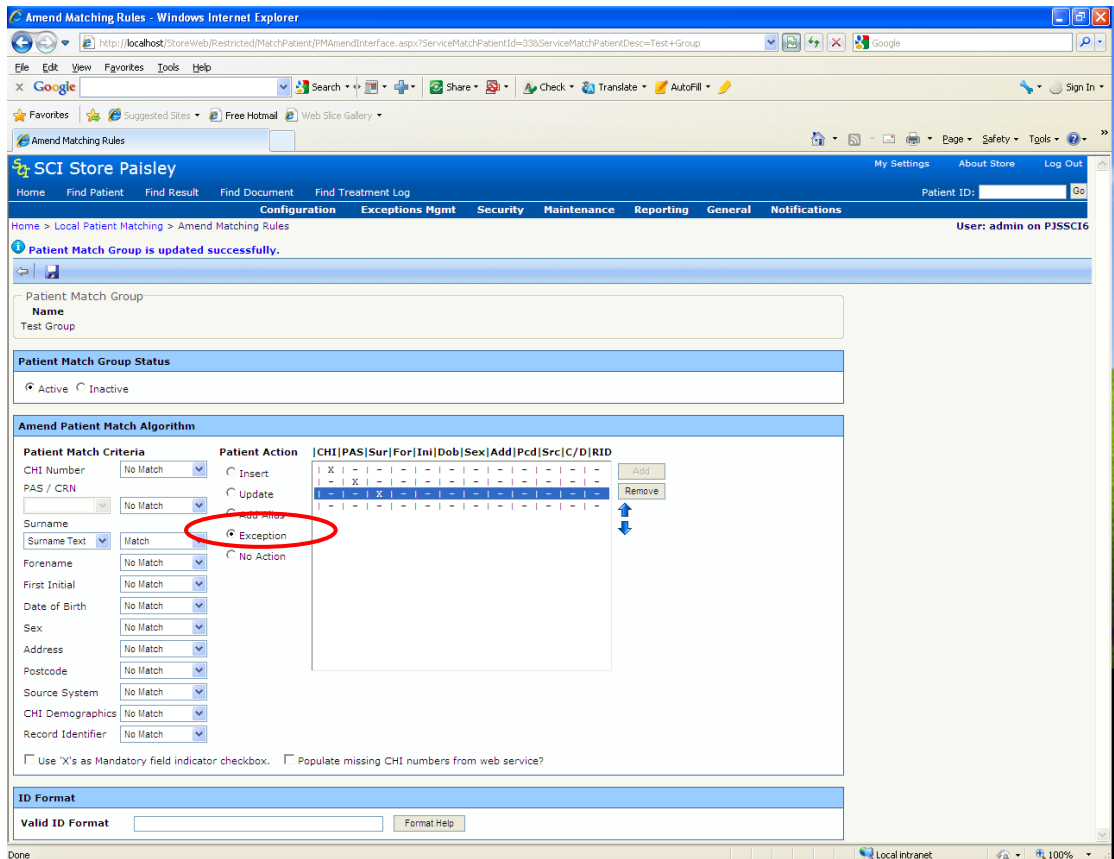 Amend Matching Rules - Windows Internet Explorer
http://localhost/StoreWeb/Restricted/MatchPatient/PMAmendInterface.aspx?ServiceMatchPatientId=33&ServiceMatchPatientDesc=Test+Group
Google
File Edit View Favorites Tools Help
x Google Search Share Check Translate AutoFill Sign In
Favorites Suggested Sites Free Hotmail Web Slice Gallery
Amend Matching Rules Page Safety Tools »
SCI Store Paisley My Settings About Store Log Out
Home Find Patient Find Result Find Document Find Treatment Log Patient ID: Go
Configuration Exceptions Mgmt Security Maintenance Reporting General Notifications
Home > Local Patient Matching > Amend Matching Rules User: admin on PJSSCI6
Patient Match Group is updated successfully.
Patient Match Group
Name
Test Group
Patient Match Group Status
Active Inactive
Amend Patient Match Algorithm
Patient Match Criteria Patient Action |CHI|PAS|Sur|For|Ini|Dob|Sex|Add|Pcd|Src|C/D|RID
CHI Number No Match Insert | X | - | - | - | - | - | - | - | - | - | - | - Add
PAS / CRN | - | X | - | - | - | - | - | - | - | - | - | -
No Match Update | - | - | X | - | - | - | - | - | - | - | - | - Remove
Surname Add Alias | - | - | - | - | - | - | - | - | - | - | - | -
Surname Text Match Exception
Forename No Match No Action
First Initial No Match
Date of Birth No Match
Sex No Match
Address No Match
Postcode No Match
Source System No Match
CHI Demographics No Match
Record Identifier No Match
Use 'X's as Mandatory field indicator checkbox. Populate missing CHI numbers from web service?
ID Format
Valid ID Format Format Help
Done Local intranet 100%